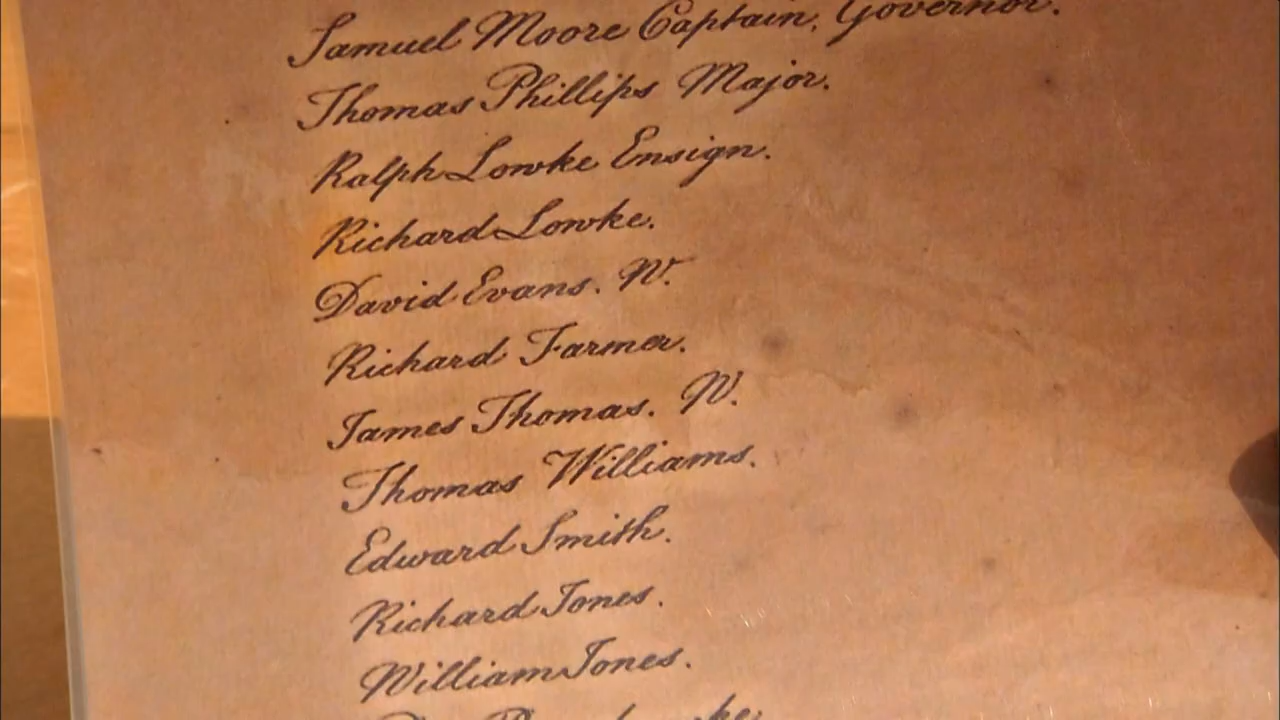 Samuel Moore Captain, Governor.
Thomas Phillips Major.
Ralph Lowke Ensign.
Richard Lowke.
David Evans. W.
Richard Farmer.
James Thomas. W.
Thomas Williams.
Edward Smith.
Richard Jones.
William Jones.